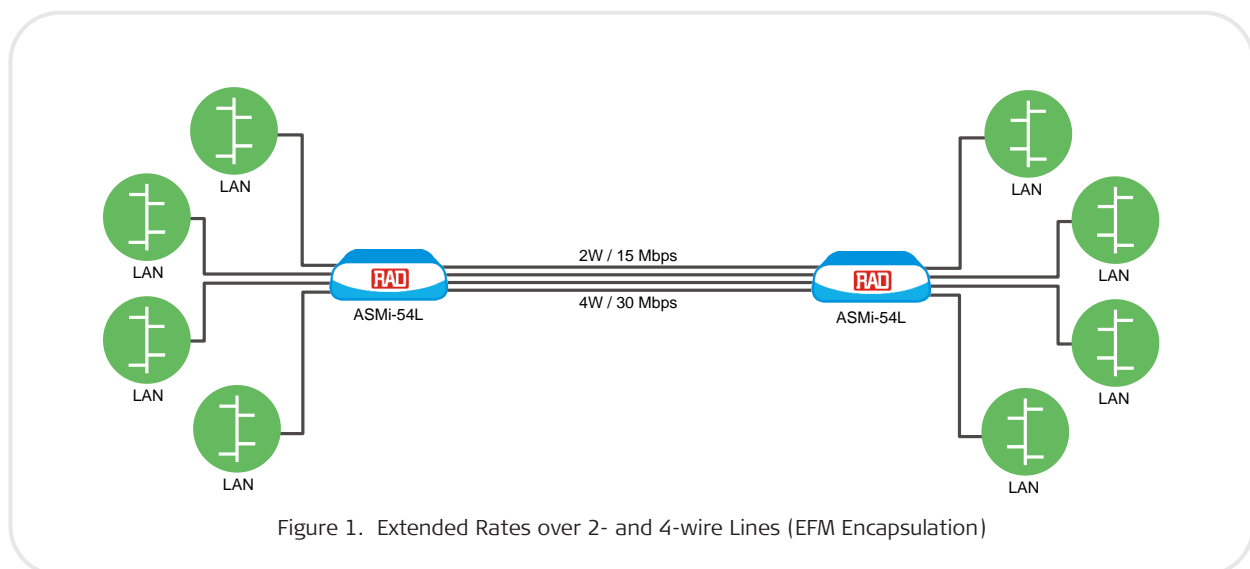 LAN
LAN
LAN
LAN
RAD
ASMi-54L
2W / 15 Mbps
4W / 30 Mbps
RAD
ASMi-54L
LAN
LAN
LAN
LAN
Figure 1. Extended Rates over 2- and 4-wire Lines (EFM Encapsulation)